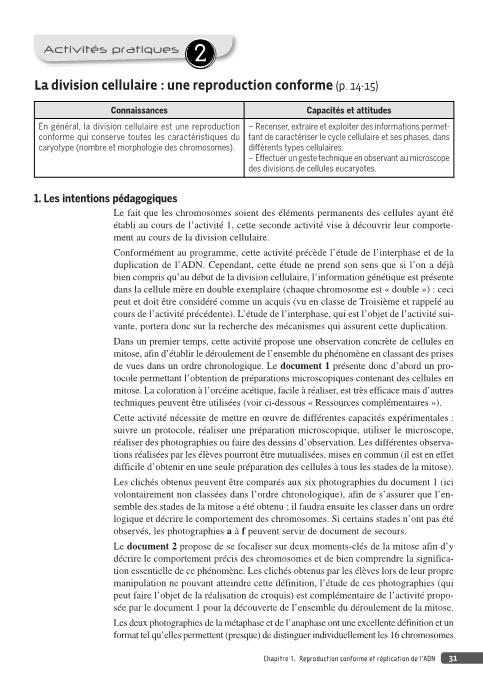 Activités pratiques 2
La division cellulaire : une reproduction conforme (p. 14-15)
Connaissances
Capacités et attitudes
En général, la division cellulaire est une reproduction
conforme qui conserve toutes les caractéristiques du
caryotype (nombre et morphologie des chromosomes).
– Recenser, extraire et exploiter des informations permet-
tant de caractériser le cycle cellulaire et ses phases, dans
différents types cellulaires.
– Effectuer un geste technique en observant au microscope
des divisions de cellules eucaryotes.
1. Les intentions pédagogiques
Le fait que les chromosomes soient des éléments permanents des cellules ayant été
établi au cours de l'activité 1, cette seconde activité vise à découvrir leur comporte-
ment au cours de la division cellulaire.
Conformément au programme, cette activité précède l'étude de l'interphase et de la
duplication de l'ADN. Cependant, cette étude ne prend son sens que si l'on a déjà
bien compris qu'au début de la division cellulaire, l'information génétique est présente
dans la cellule mère en double exemplaire (chaque chromosome est « double ») : ceci
peut et doit être considéré comme un acquis (vu en classe de Troisième et rappelé au
cours de l'activité précédente). L'étude de l'interphase, qui est l'objet de l'activité sui-
vante, portera donc sur la recherche des mécanismes qui assurent cette duplication.
Dans un premier temps, cette activité propose une observation concrète de cellules en
mitose, afin d'établir le déroulement de l'ensemble du phénomène en classant des prises
de vues dans un ordre chronologique. Le document 1 présente donc d'abord un pro-
tocole permettant l'obtention de préparations microscopiques contenant des cellules en
mitose. La coloration à l'orcéine acétique, facile à réaliser, est très efficace mais d'autres
techniques peuvent être utilisées (voir ci-dessous « Ressources complémentaires »).
Cette activité nécessite de mettre en œuvre de différentes capacités expérimentales :
suivre un protocole, réaliser une préparation microscopique, utiliser le microscope,
réaliser des photographies ou faire des dessins d'observation. Les différentes observa-
tions réalisées par les élèves pourront être mutualisées, mises en commun (il est en effet
difficile d'obtenir en une seule préparation des cellules à tous les stades de la mitose).
Les clichés obtenus peuvent être comparés aux six photographies du document 1 (ici
volontairement non classées dans l'ordre chronologique), afin de s'assurer que l'en-
semble des stades de la mitose a été obtenu ; il faudra ensuite les classer dans un ordre
logique et décrire le comportement des chromosomes. Si certains stades n'ont pas été
observés, les photographies a à f peuvent servir de document de secours.
Le document 2 propose de se focaliser sur deux moments-clés de la mitose afin d'y
décrire le comportement précis des chromosomes et de bien comprendre la significa-
tion essentielle de ce phénomène. Les clichés obtenus par les élèves lors de leur propre
manipulation ne pouvant atteindre cette définition, l'étude de ces photographies (qui
peut faire l'objet de la réalisation de croquis) est complémentaire de l'activité propo-
sée par le document 1 pour la découverte de l'ensemble du déroulement de la mitose.
Les deux photographies de la métaphase et de l'anaphase ont une excellente définition et un
format tel qu'elles permettent (presque) de distinguer individuellement les 16 chromosomes
Chapitre 1. Reproduction conforme et réplication de l'ADN 31